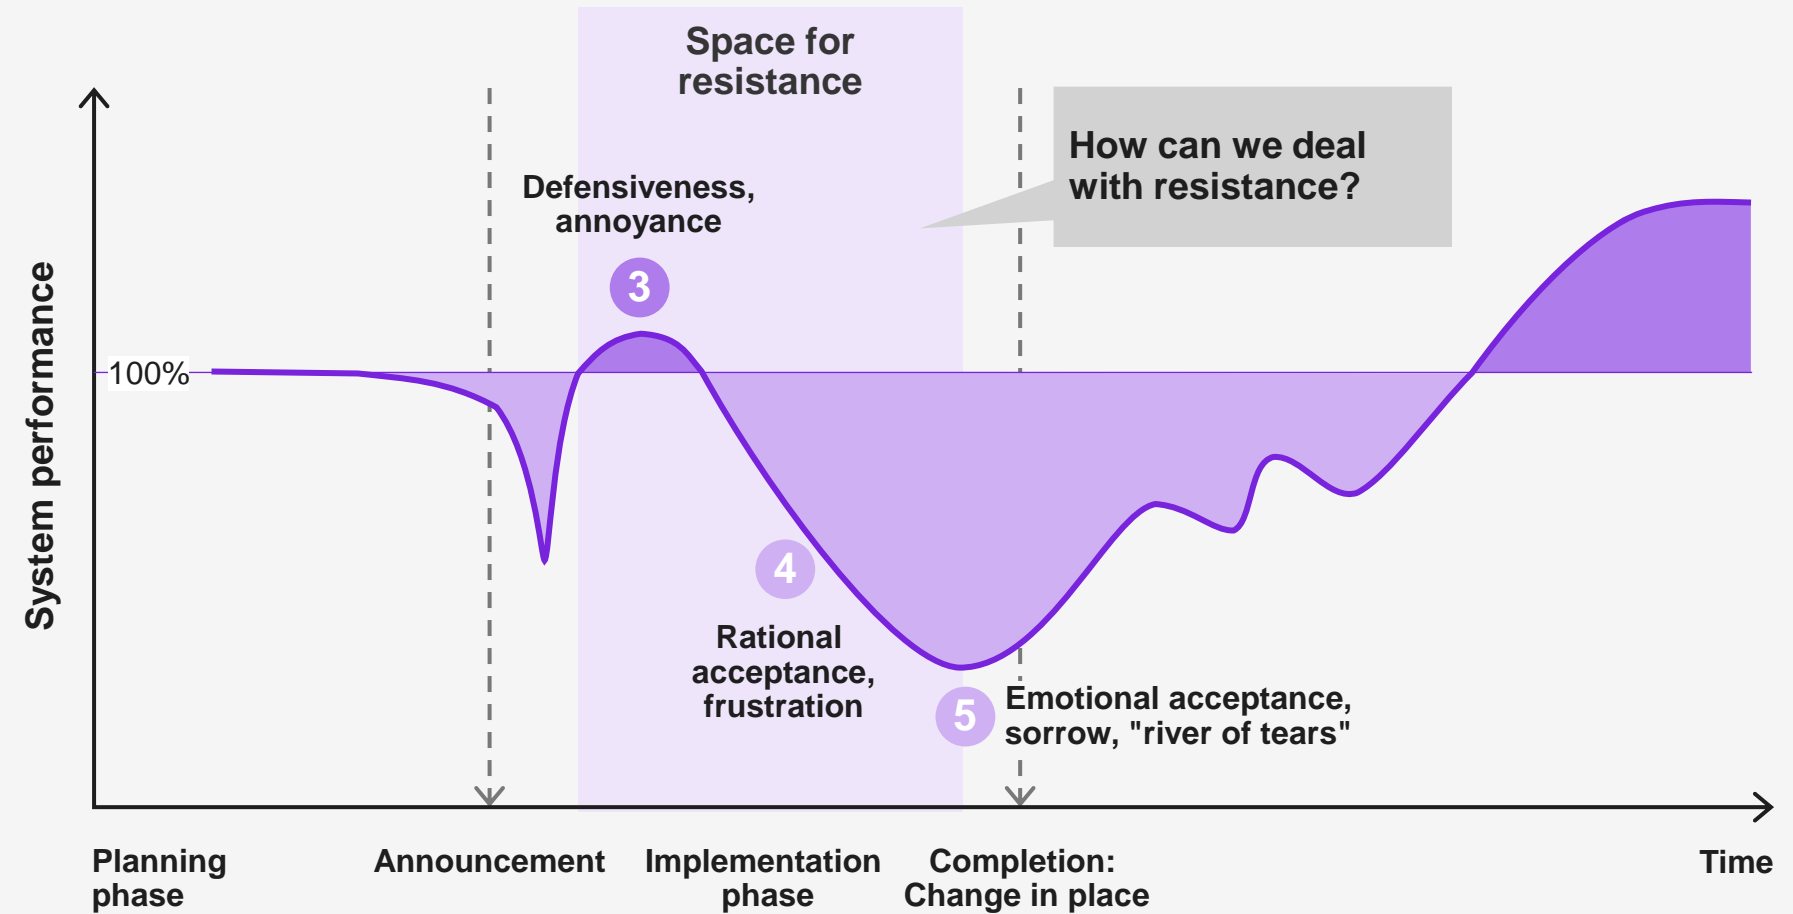 Space for
resistance
How can we deal
with resistance?
Defensiveness,
annoyance
3
System performance
100%
4
Rational
acceptance,
frustration
5
Emotional acceptance,
sorrow, "river of tears"
Planning
phase
Announcement
Implementation
phase
Completion:
Change in place
Time